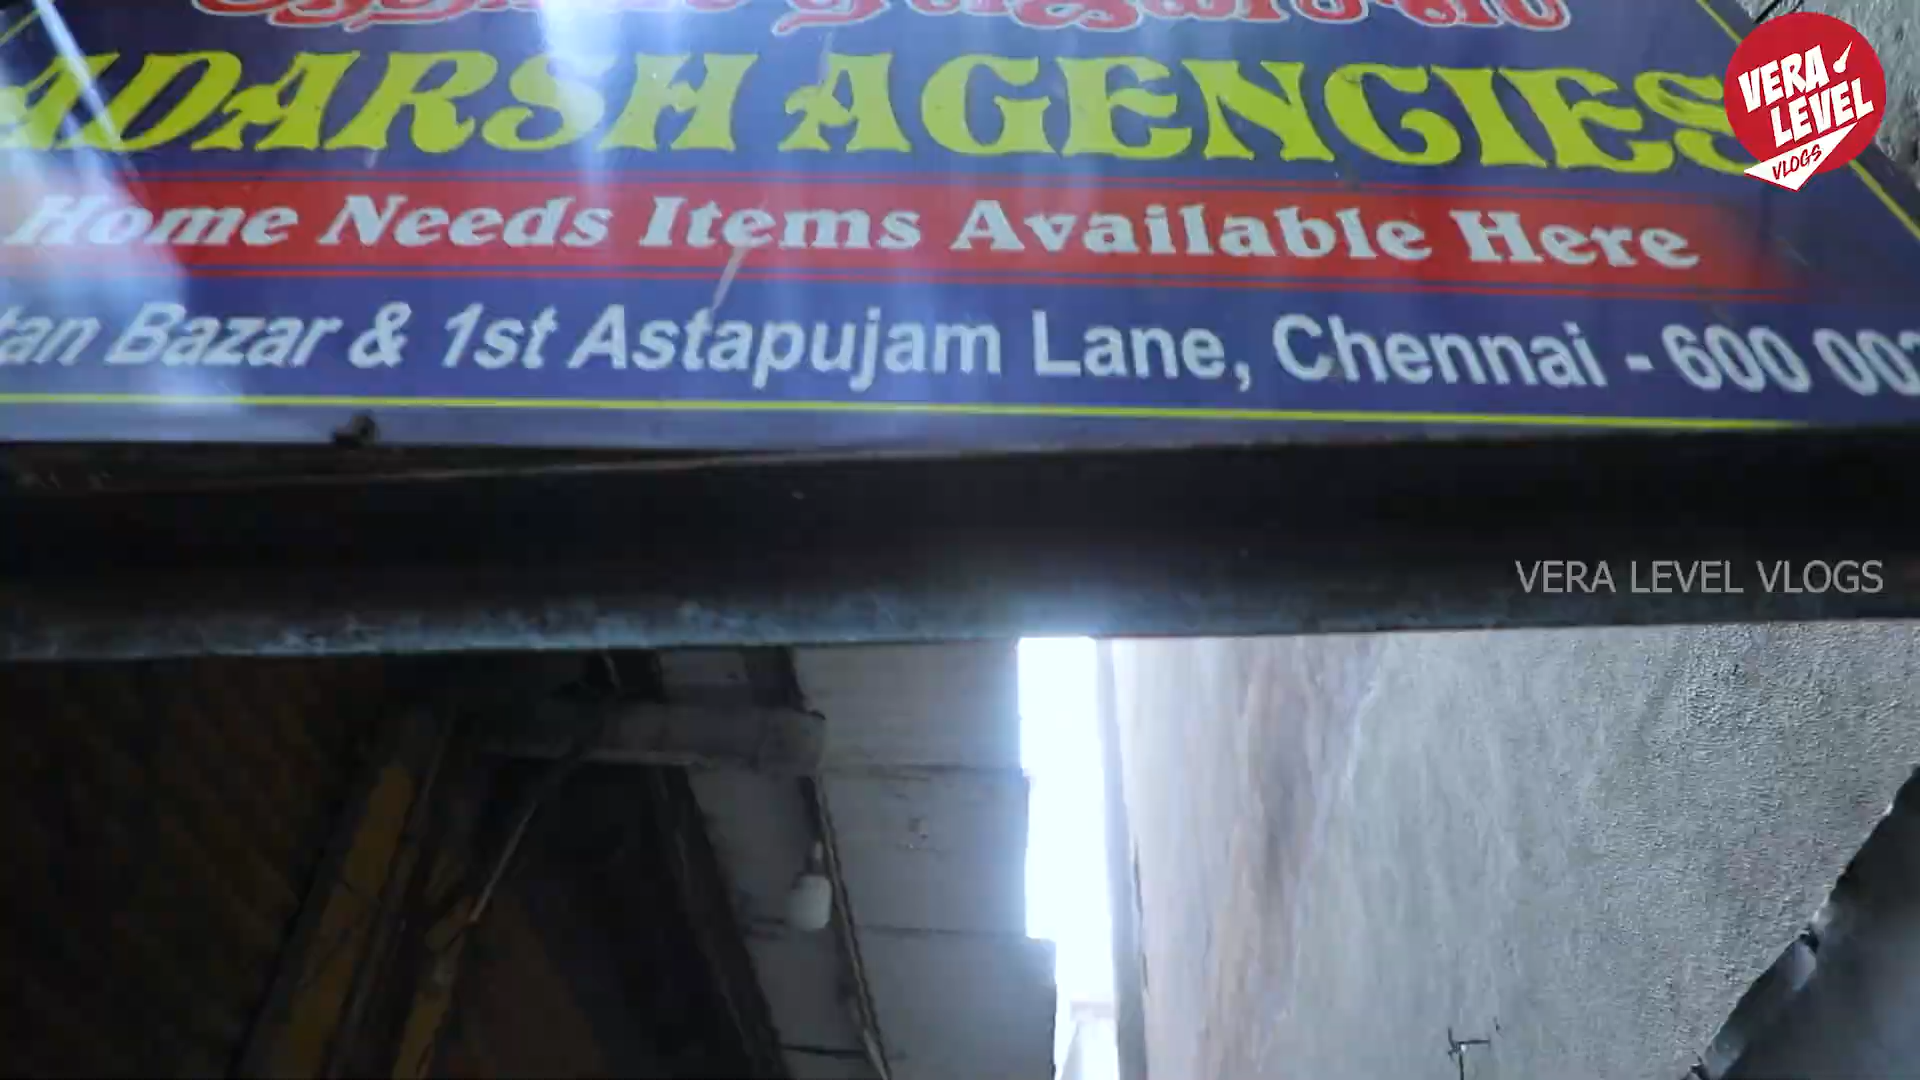 ADARSH AGENCIES
Home Needs Items Available Here
Bazar & 1st Astapujam Lane, Chennai - 600
VERA
LEVEL
VLOGS
VERA LEVEL VLOGS